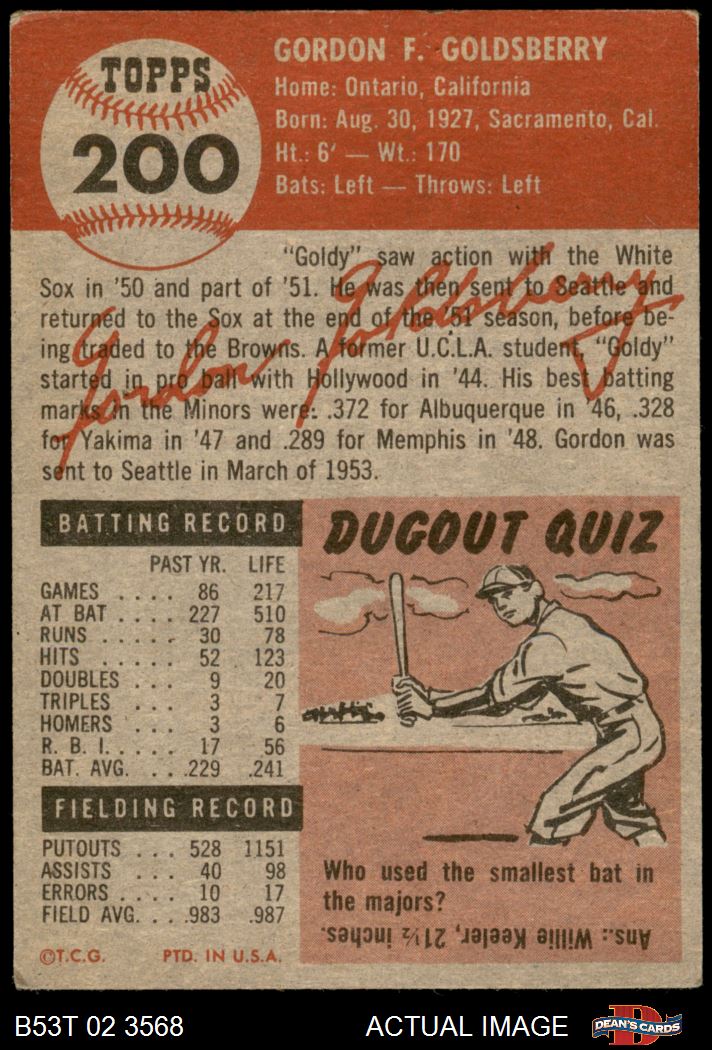 TOPPS
200
GORDON F. GOLDSBERRY
Home: Ontario, California
Born: Aug. 30, 1927, Sacramento, Cal.
Ht.: 6' — Wt.: 170
Bats: Left — Throws: Left
"Goldy" saw action with the White
Sox in '50 and part of '51. He was then sent to Seattle and
returned to the Sox at the end of the '51 season, before be-
ing traded to the Browns. A former U.C.L.A. student, "Goldy"
started in pro ball with Hollywood in '44. His best batting
marks in the Minors were: .372 for Albuquerque in '46, .328
for Yakima in '47 and .289 for Memphis in '48. Gordon was
sent to Seattle in March of 1953.
Gordon Goldsberry
BATTING RECORD
PAST YR. LIFE
GAMES .... 86 217
AT BAT ... 227 510
RUNS ..... 30 78
HITS ..... 52 123
DOUBLES ... 9 20
TRIPLES ... 3 7
HOMERS ... 3 6
R. B. I. .... 17 56
BAT. AVG. ... .229 .241
FIELDING RECORD
PUTOUTS ... 528 1151
ASSISTS ... 40 98
ERRORS ... 10 17
FIELD AVG. ... .983 .987
©T.C.G. PTD. IN U.S.A.
DUGOUT QUIZ
Who used the smallest bat in
the majors?
Ans.: Willie Keeler, 21½ inches.
B53T 02 3568 ACTUAL IMAGE
D
DEAN'S CARDS